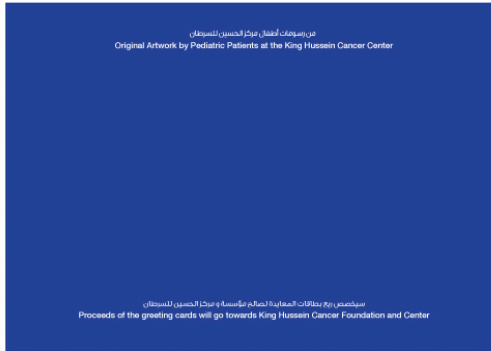 من رسومات أطفال مركز الحسين للسرطان
Original Artwork by Pediatric Patients at the King Hussein Cancer Center
سيخصص ريع بطاقات المعايدة لصالح مؤسسة و مركز الحسين للسرطان
Proceeds of the greeting cards will go towards King Hussein Cancer Foundation and Center